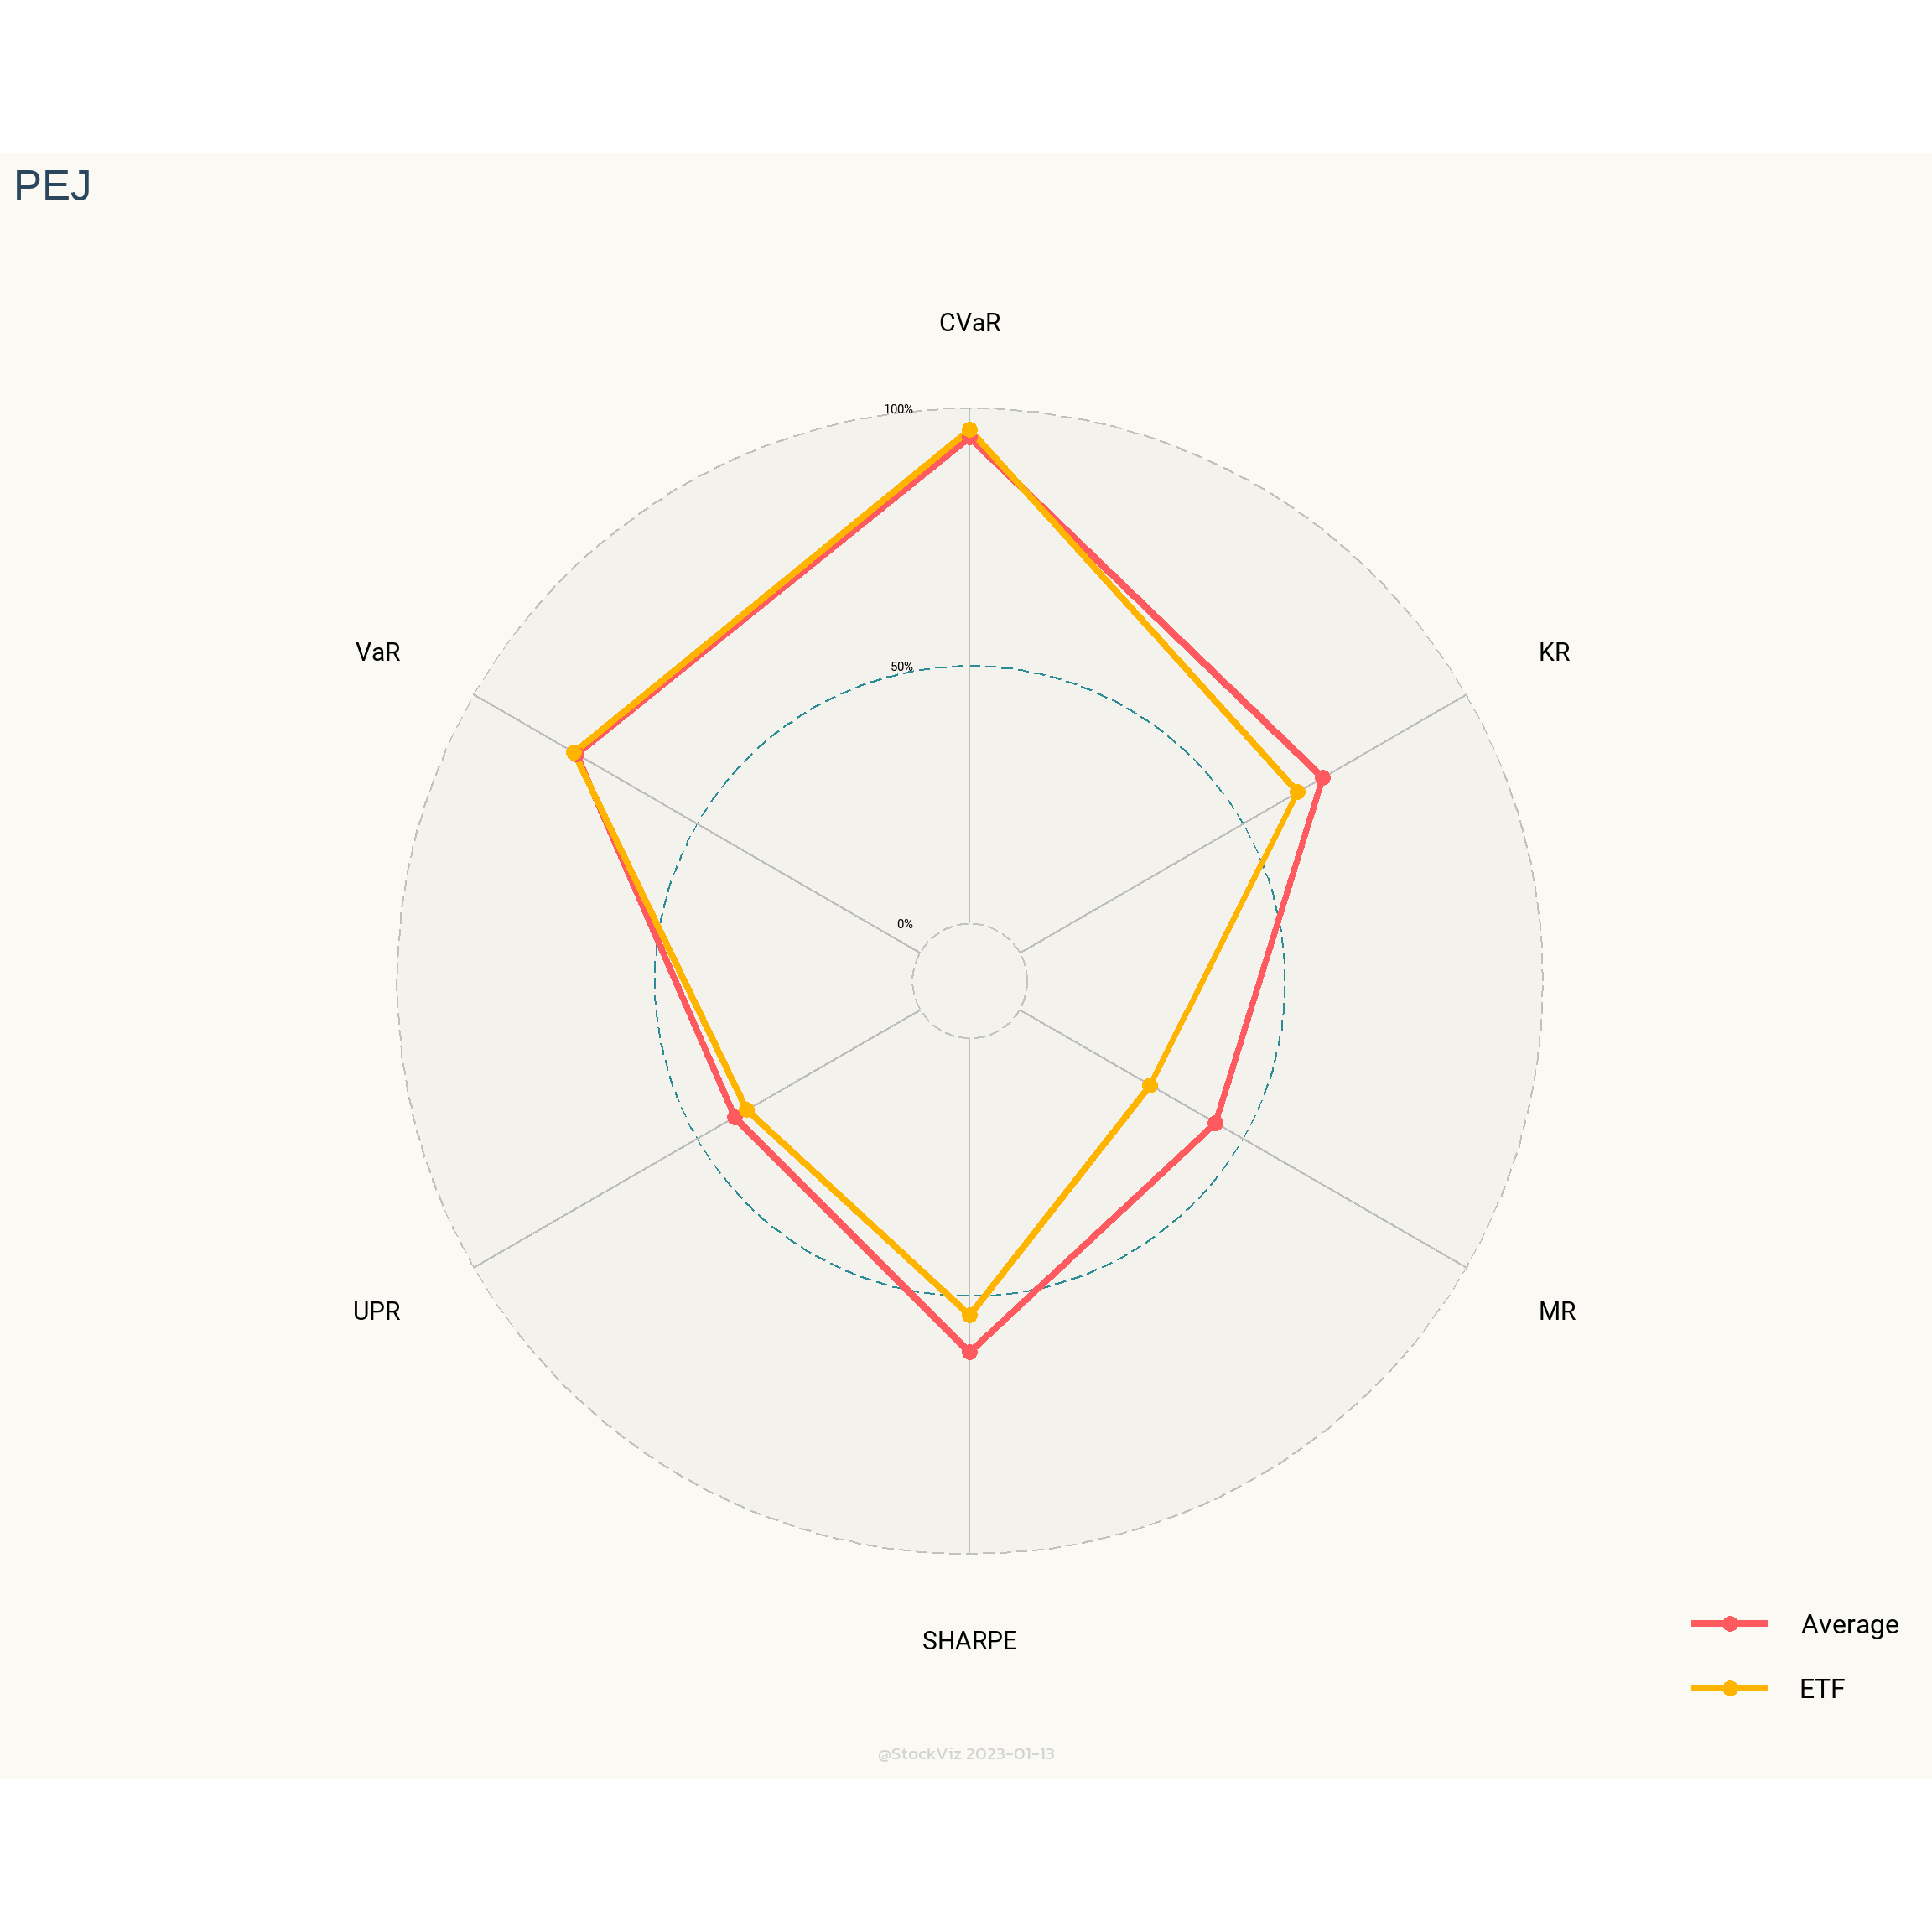 PEJ
CVaR
100%
VaR
KR
50%
0%
UPR
MR
SHARPE
Average
ETF
@StockViz 2023-01-13